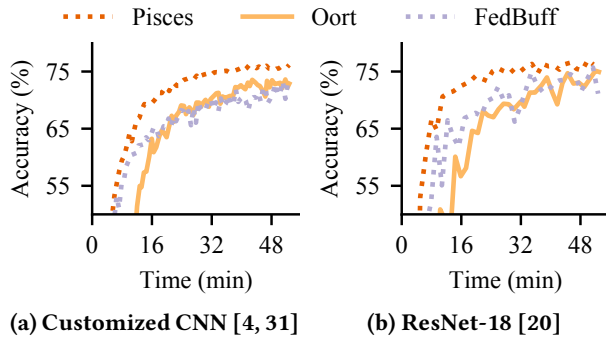 Pisces Oort FedBuff
Accuracy (%)
75
65
55
0 16 32 48
Time (min)
(a) Customized CNN [4, 31]
Accuracy (%)
75
65
55
0 16 32 48
Time (min)
(b) ResNet-18 [20]